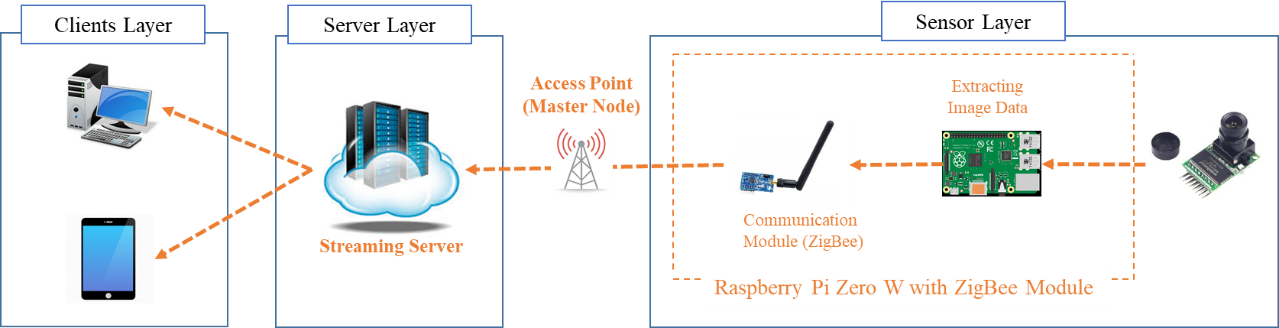 Clients Layer
Server Layer
Sensor Layer
Access Point
(Master Node)
Extracting
Image Data
Communication
Module (ZigBee)
Streaming Server
Raspberry Pi Zero W with ZigBee Module